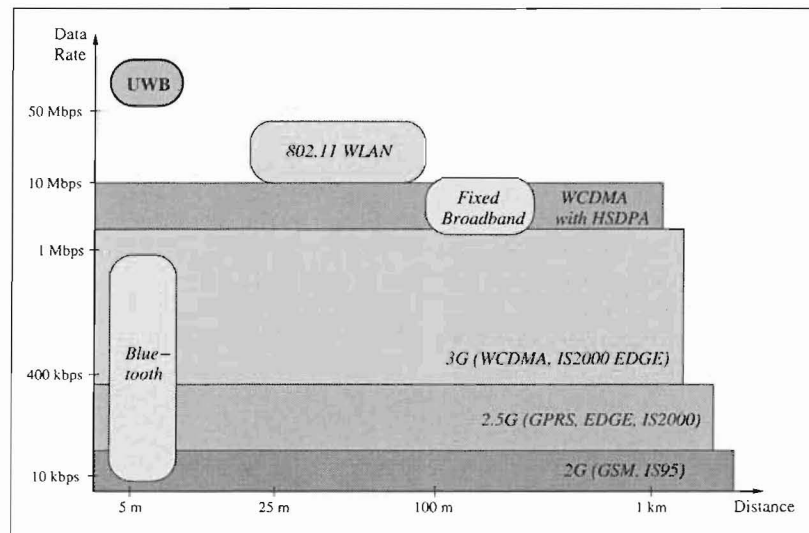 Data
Rate
UWB
50 Mbps
802.11 WLAN
10 Mbps
Fixed
Broadband
WCDMA
with HSDPA
1 Mbps
Blue–
tooth
3G (WCDMA, IS2000 EDGE)
400 kbps
2.5G (GPRS, EDGE, IS2000)
2G (GSM, IS95)
10 kbps
5 m
25 m
100 m
1 km
Distance